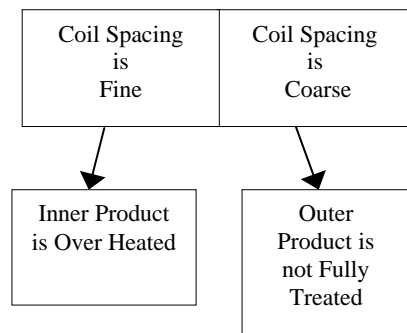 Coil Spacing
is
Fine
Coil Spacing
is
Coarse
Inner Product
is Over Heated
Outer
Product is
not Fully
Treated